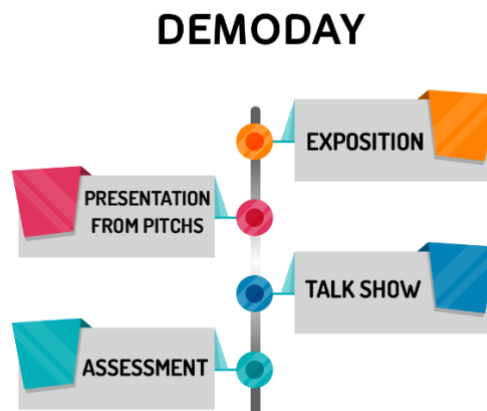 DEMODAY
EXPOSITION
PRESENTATION
FROM PITCHS
TALK SHOW
ASSESSMENT